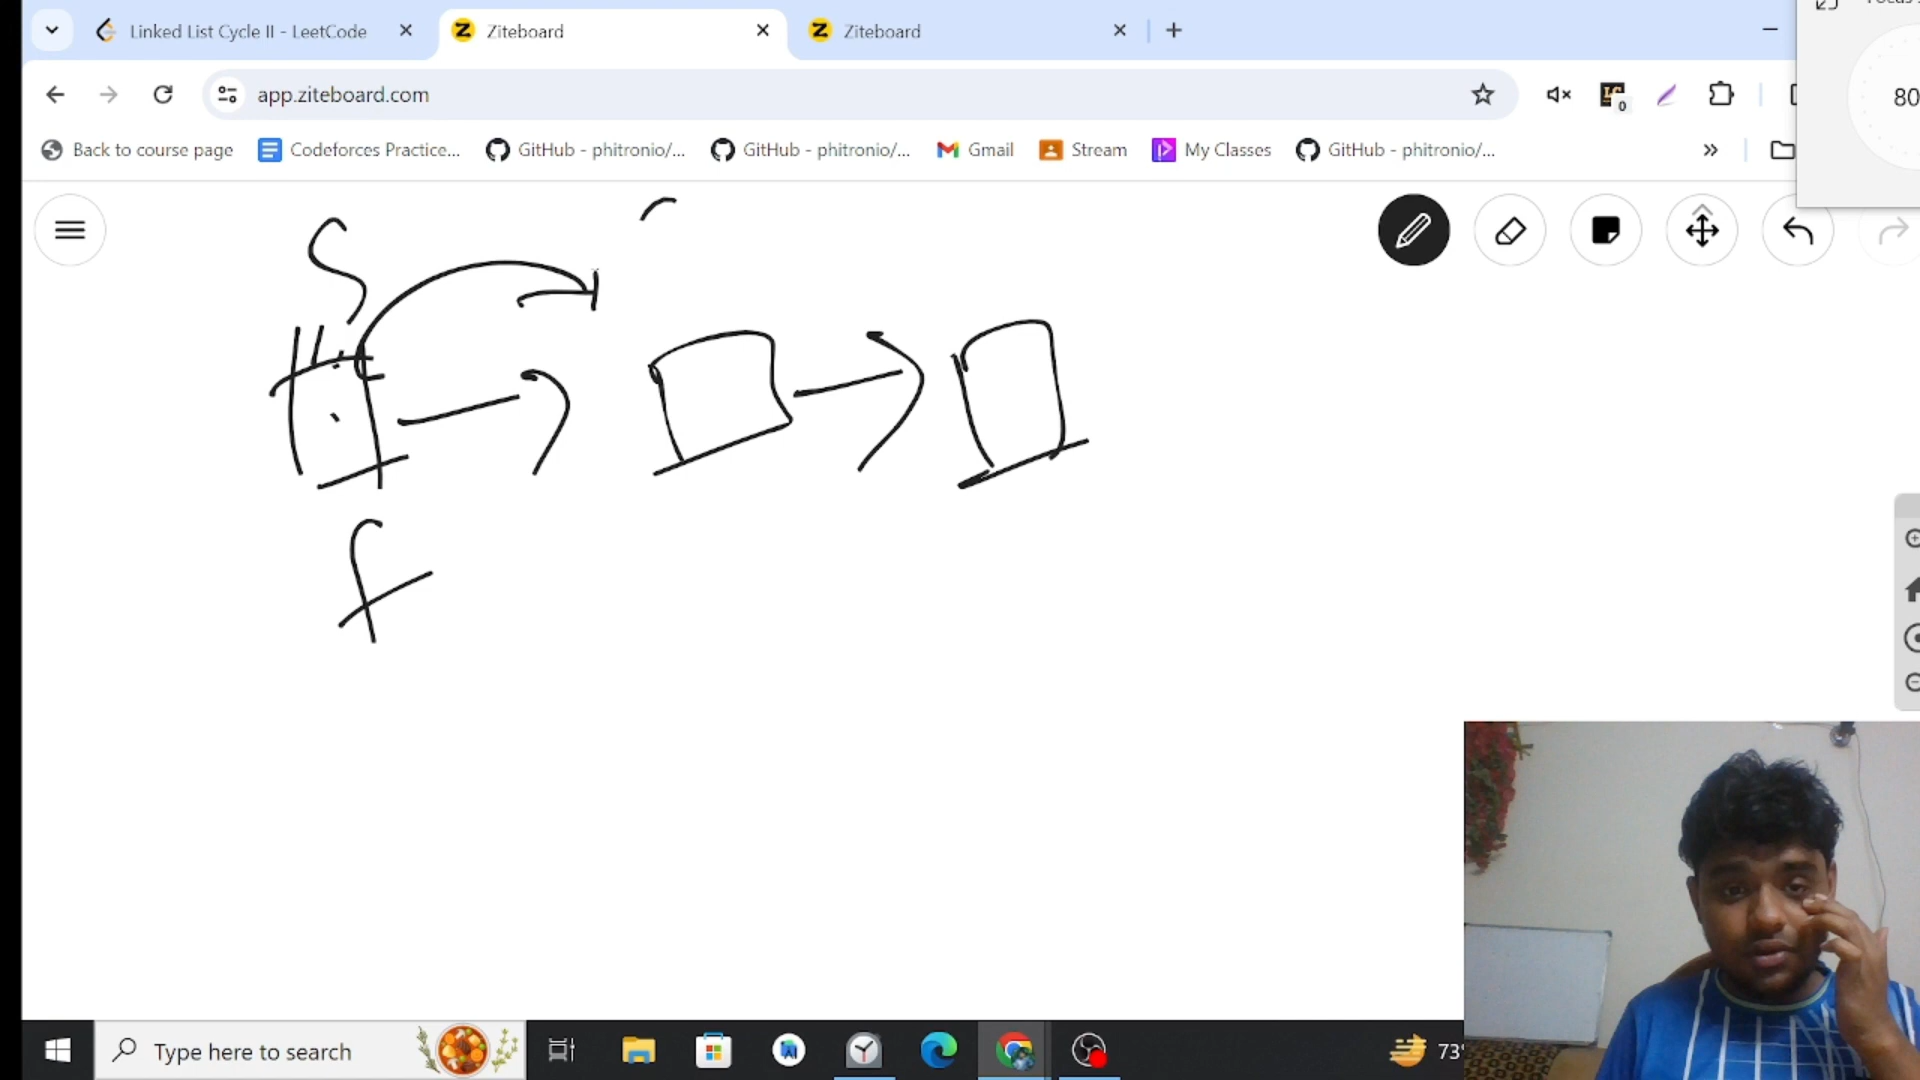 Linked List Cycle II - LeetCode
Ziteboard
Ziteboard
80
app.ziteboard.com
0
Back to course page
Codeforces Practice...
GitHub - phitronio/...
GitHub - phitronio/...
Gmail
Stream
My Classes
GitHub - phitronio/...
S
f
Type here to search
73°